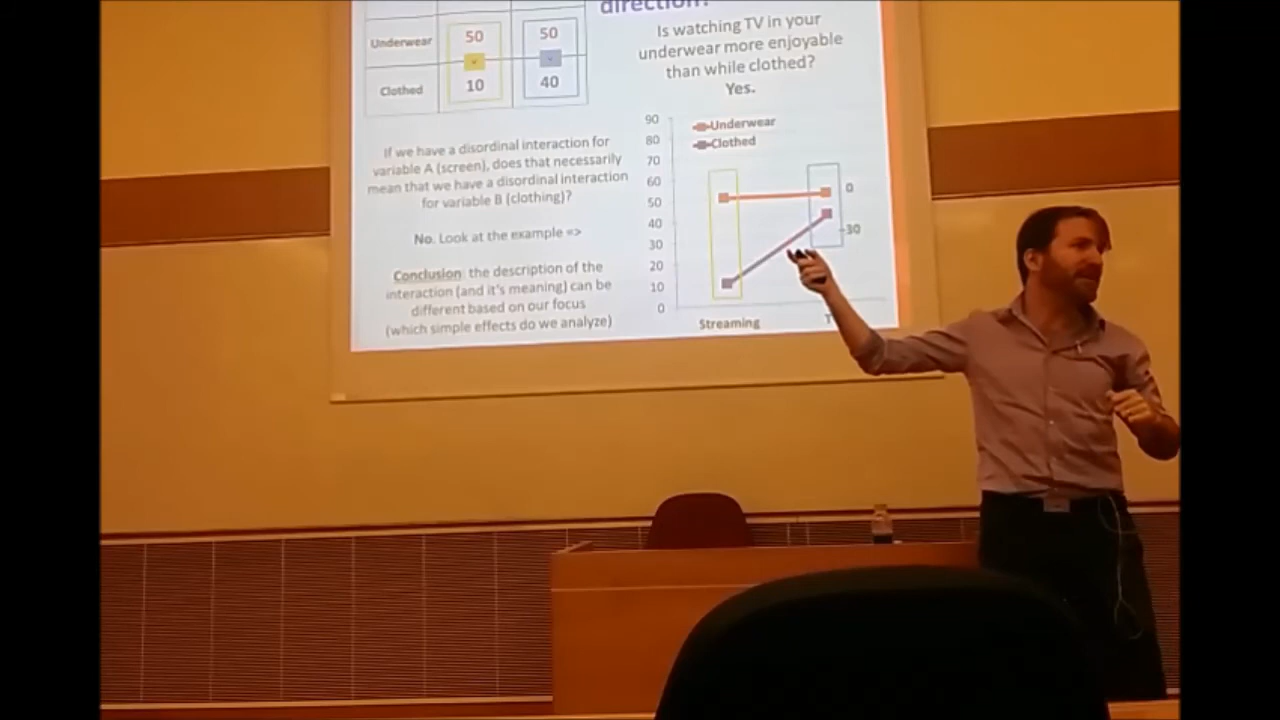 direction?
Underwear 50 50
Clothed 10 40
Is watching TV in your
underwear more enjoyable
than while clothed?
Yes.
If we have a disordinal interaction for
variable A (screen), does that necessarily
mean that we have a disordinal interaction
for variable B (clothing)?
No. Look at the example =>
Conclusion: the description of the
interaction (and it's meaning) can be
different based on our focus
(which simple effects do we analyze)
90
80
70
60
50
40
30
20
10
0
Underwear
Clothed
0
-30
Streaming